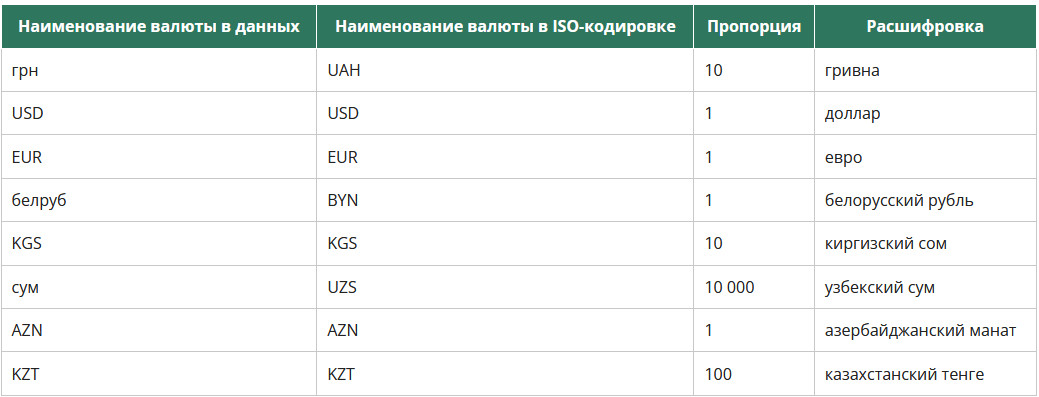 Наименование валюты в данных Наименование валюты в ISO-кодировке Пропорция Расшифровка
грн UAH 10 гривна
USD USD 1 доллар
EUR EUR 1 евро
белруб BYN 1 белорусский рубль
KGS KGS 10 киргизский сом
сум UZS 10 000 узбекский сум
AZN AZN 1 азербайджанский манат
KZT KZT 100 казахстанский тенге